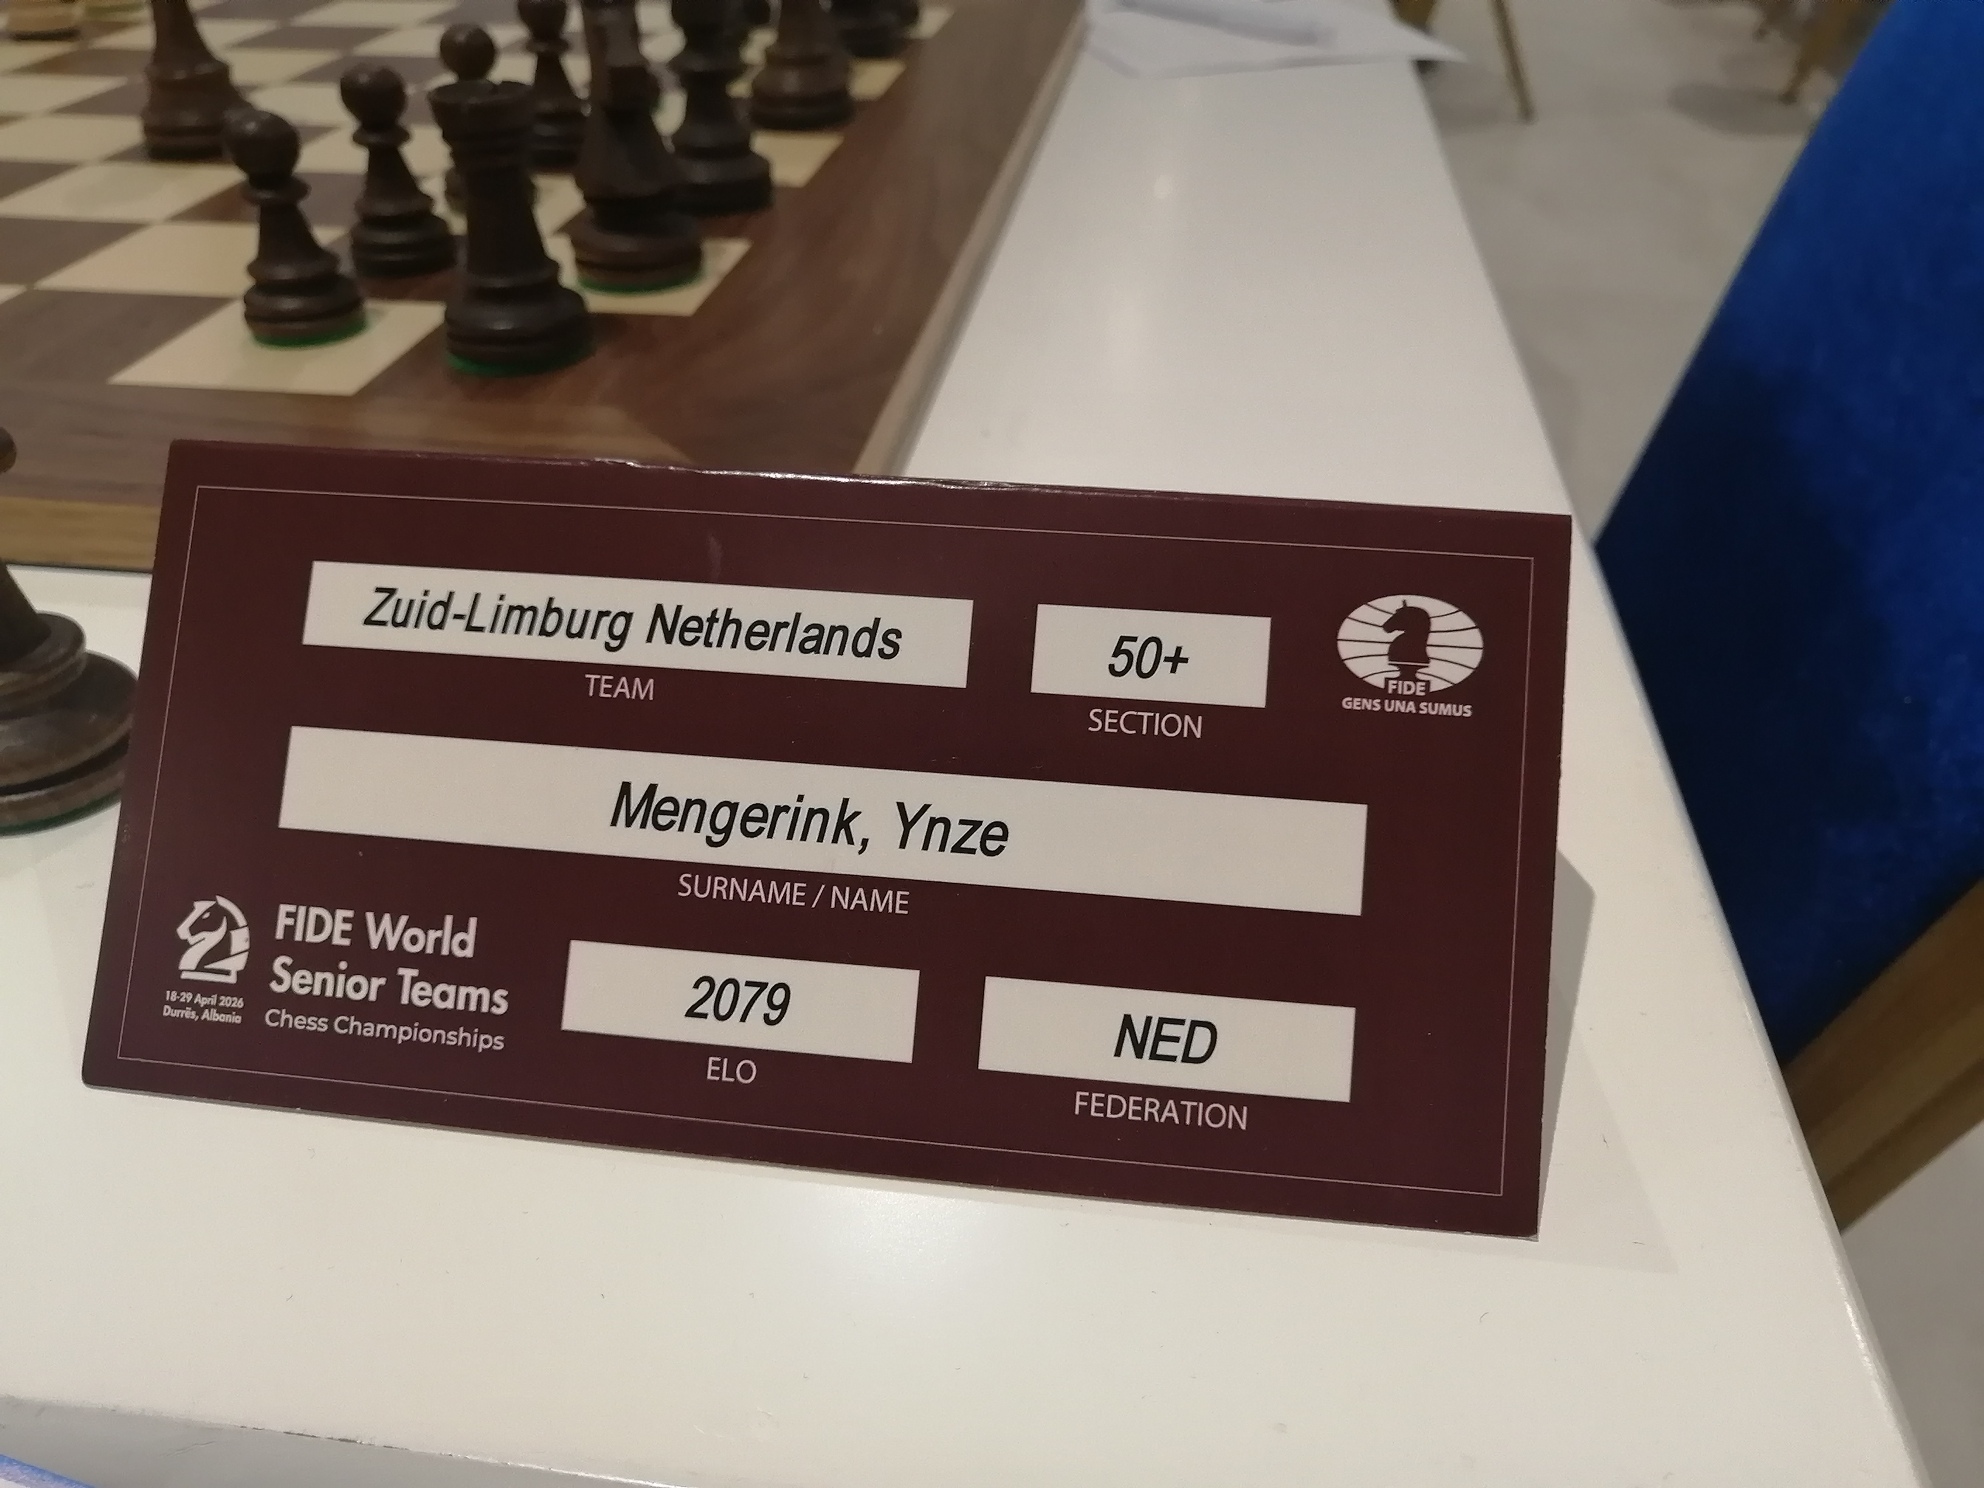 Zuid-Limburg Netherlands
TEAM
50+
SECTION
FIDE
GENS UNA SUMUS
Mengerink, Ynze
SURNAME / NAME
FIDE World
Senior Teams
Chess Championships
18-29 April 2026
Durrës, Albania
2079
ELO
NED
FEDERATION